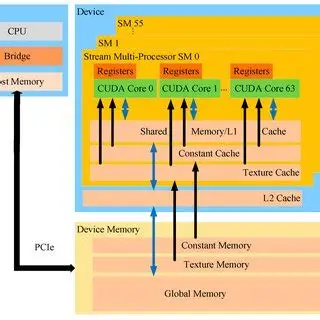 Device
CPU
SM 55
SM 1
Bridge
Stream Multi-Processor SM 0
Registers Registers Registers
ost Memory
CUDA Core 0 CUDA Core 1 ... CUDA Core 63
Shared Memory/L1 Cache
Constant Cache
Texture Cache
L2 Cache
Device Memory
PCIe
Constant Memory
Texture Memory
Global Memory